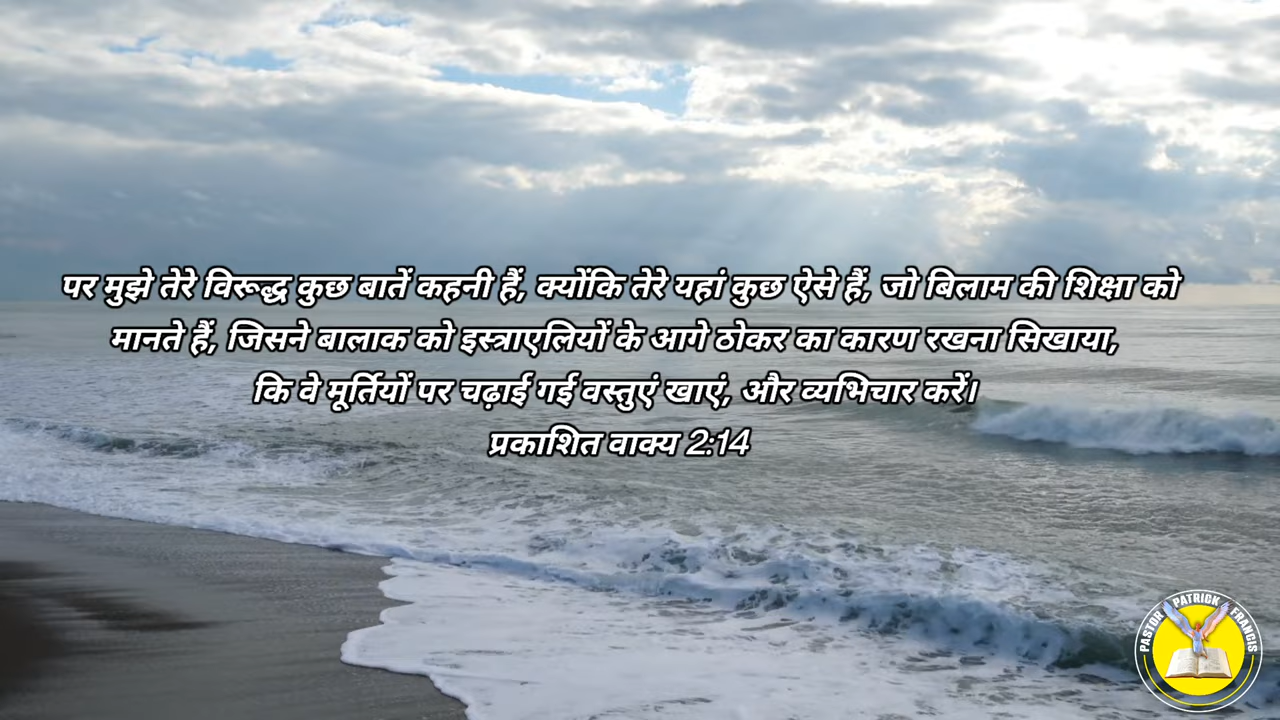 पर मुझे तेरे विरूद्ध कुछ बातें कहनी हैं, क्योंकि तेरे यहां कुछ ऐसे हैं, जो बिलाम की शिक्षा को
मानते हैं, जिसने बालाक को इस्त्राएलियों के आगे ठोकर का कारण रखना सिखाया,
कि वे मूर्तियों पर चढ़ाई गई वस्तुएं खाएं, और व्यभिचार करें।
प्रकाशित वाक्य 2:14
PASTOR PATRICK FRANCIS